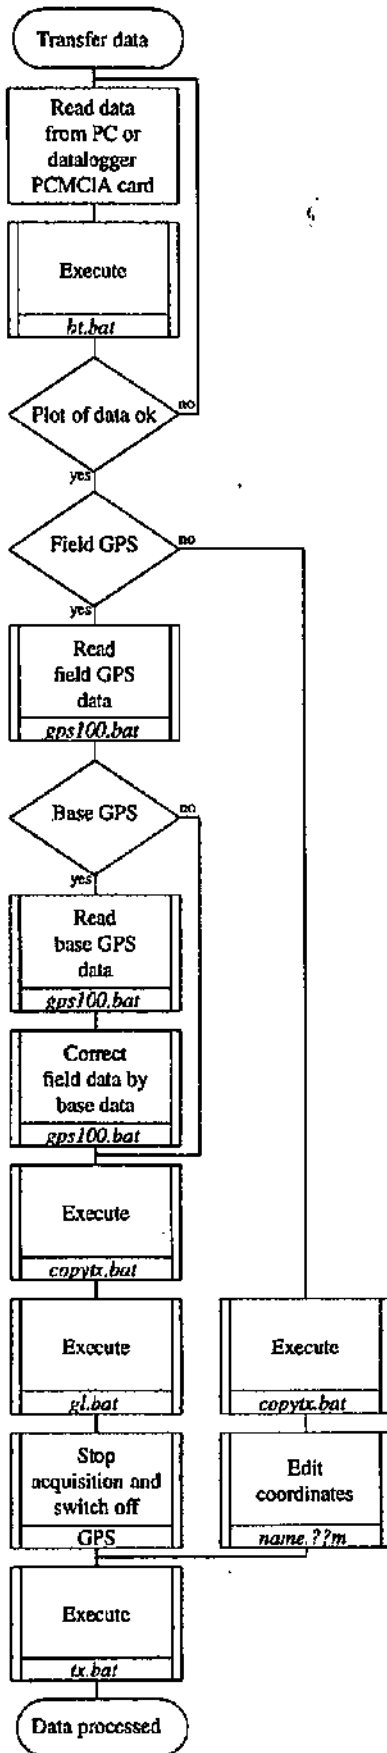 Transfer data
Read data
from PC or
datalogger
PCMCIA card
Execute
ht.bat
Plot of data ok
no
yes
Field GPS
no
yes
Read
field GPS
data
gps100.bat
Base GPS
no
yes
Read
base GPS
data
gps100.bat
Correct
field data by
base data
gps100.bat
Execute
copytx.bat
Execute
gl.bat
Execute
copytx.bat
Stop
acquisition and
switch off
GPS
Edit
coordinates
name.??m
Execute
tx.bat
Data processed